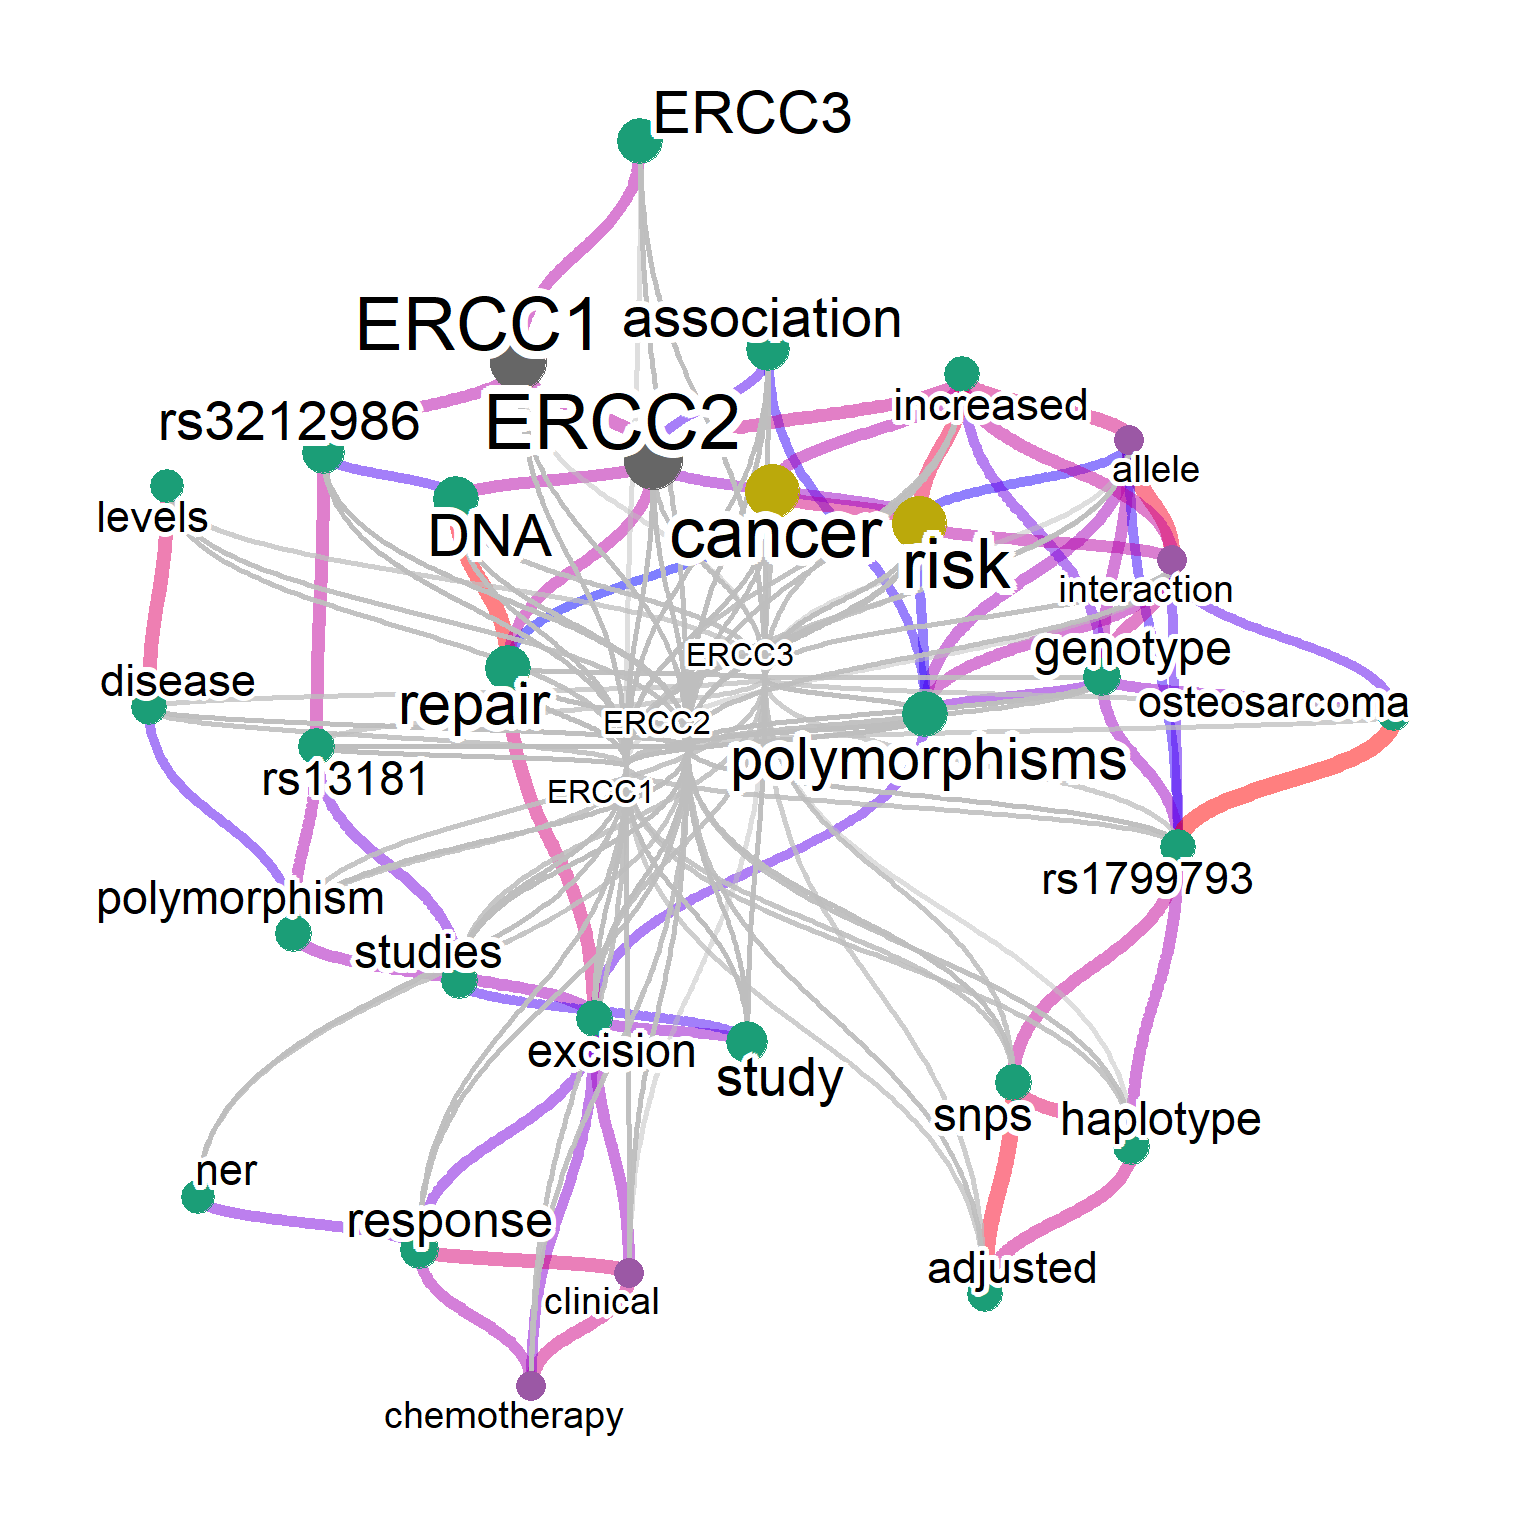 ERCC3
ERCC1
association
rs3212986
ERCC2
increased
allele
levels
DNA
cancer
risk
interaction
ERCC3
genotype
disease
repair
ERCC2
osteosarcoma
rs13181
polymorphisms
ERCC1
rs1799793
polymorphism
studies
excision
study
snps
haplotype
ner
response
adjusted
clinical
chemotherapy